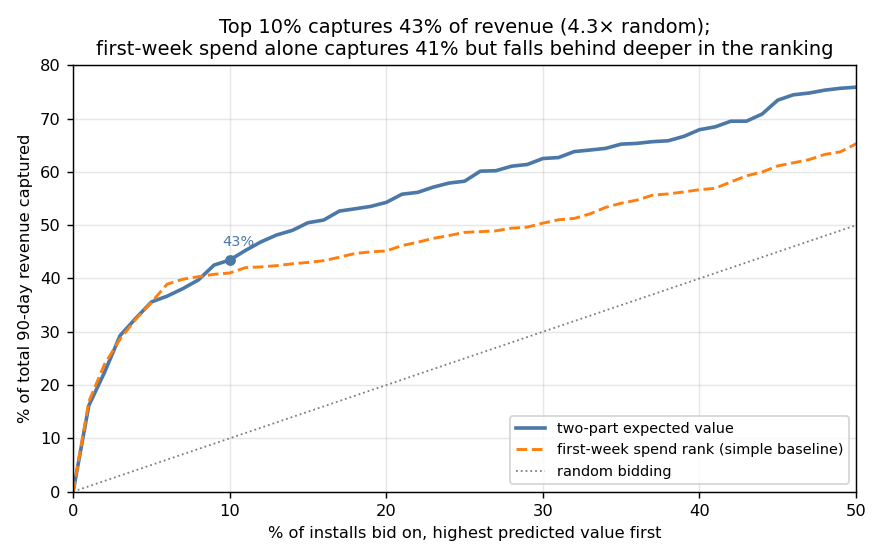 Top 10% captures 43% of revenue (4.3× random);
first-week spend alone captures 41% but falls behind deeper in the ranking
% of total 90-day revenue captured
80
70
60
50
40
30
20
10
0
43%
two-part expected value
first-week spend rank (simple baseline)
random bidding
0 10 20 30 40 50
% of installs bid on, highest predicted value first